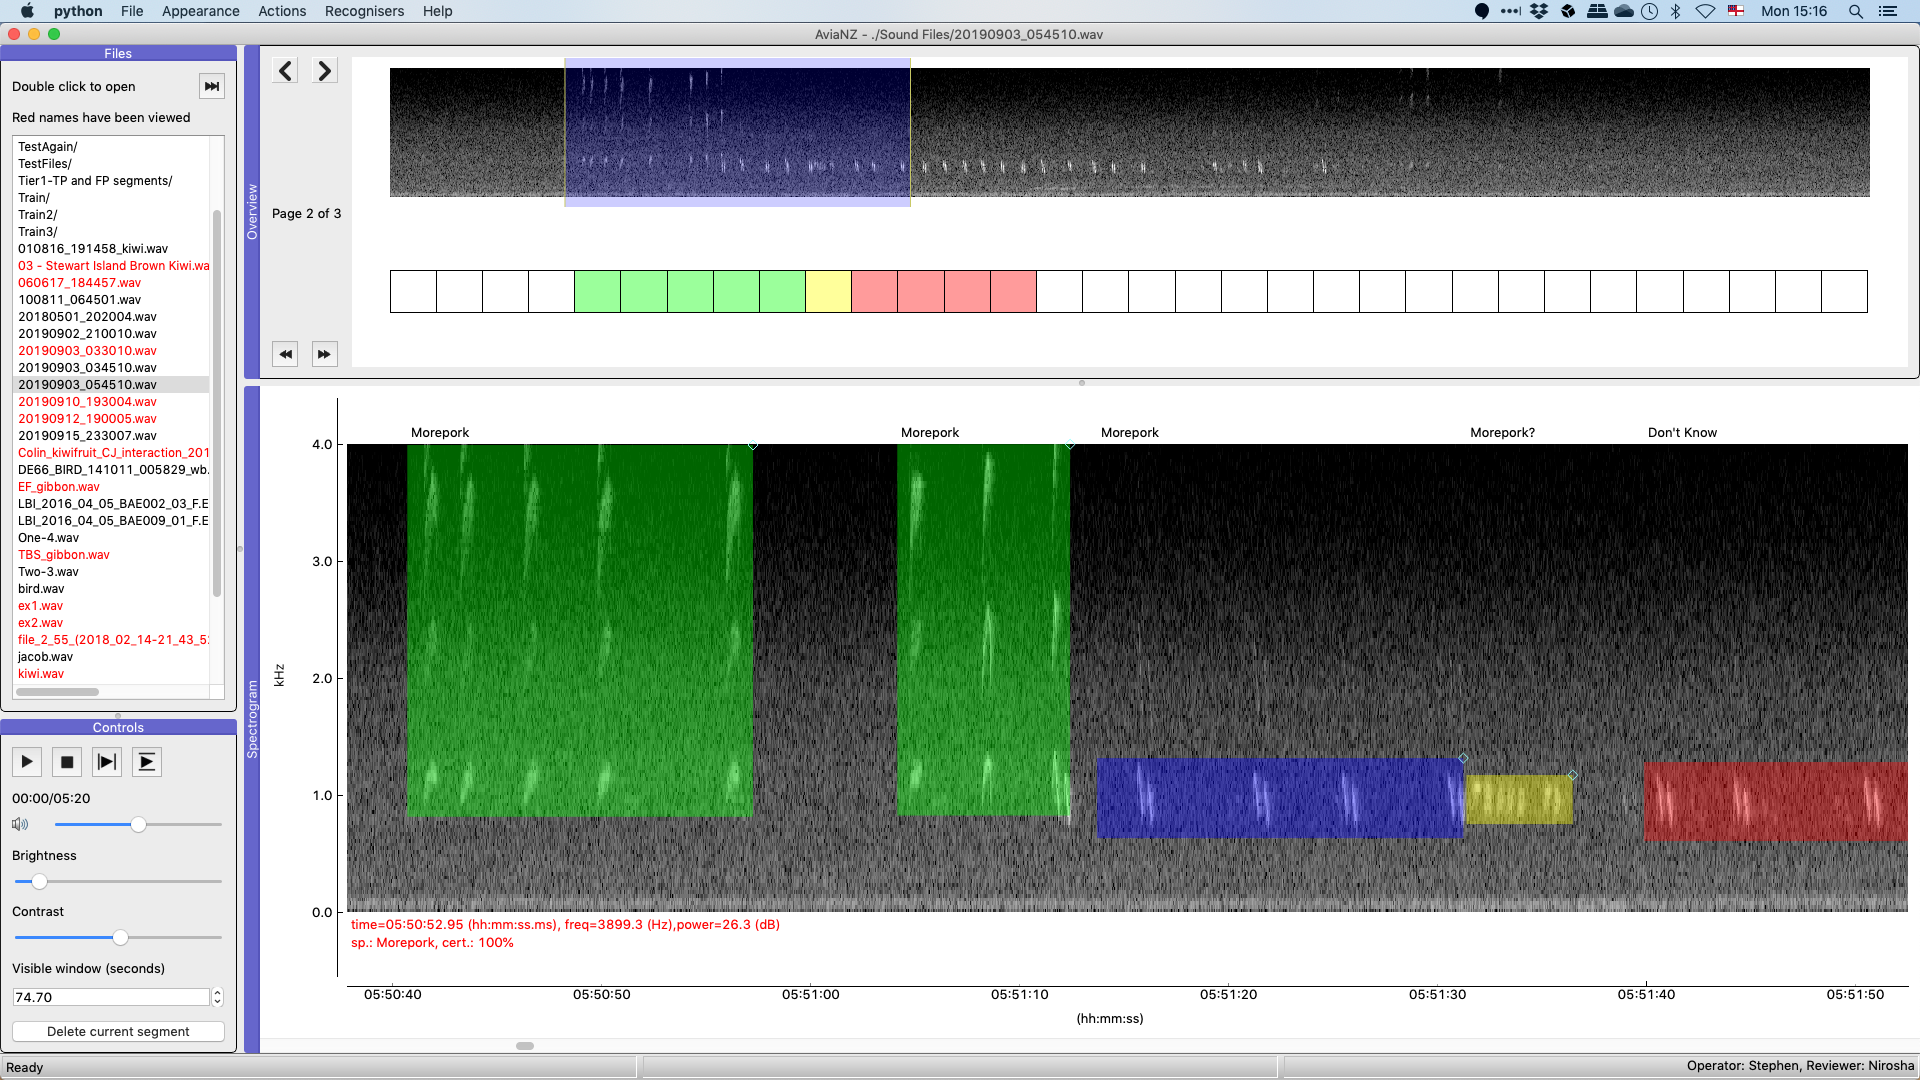 python File Appearance Actions Recognisers Help Mon 15:16
AviaNZ - ./Sound Files/20190903_054510.wav
Files
Double click to open
Red names have been viewed
TestAgain/
TestFiles/
Tier1-TP and FP segments/
Train/
Train2/
Train3/
010816_191458_kiwi.wav
03 - Stewart Island Brown Kiwi.wa
060617_184457.wav
100811_064501.wav
20180501_202004.wav
20190902_210010.wav
20190903_033010.wav
20190903_034510.wav
20190903_054510.wav
20190910_193004.wav
20190912_190005.wav
20190915_233007.wav
Colin_kiwifruit_CJ_interaction_201
DE66_BIRD_141011_005829_wb.
EF_gibbon.wav
LBI_2016_04_05_BAE002_03_F.E
LBI_2016_04_05_BAE009_01_F.E
One-4.wav
TBS_gibbon.wav
Two-3.wav
bird.wav
ex1.wav
ex2.wav
file_2_55_(2018_02_14-21_43_5
jacob.wav
kiwi.wav
Controls
00:00/05:20
Brightness
Contrast
Visible window (seconds)
74.70
Delete current segment
Overview
Page 2 of 3
Spectrogram
Morepork Morepork Morepork Morepork? Don't Know
kHz
4.0
3.0
2.0
1.0
0.0
time=05:50:52.95 (hh:mm:ss.ms), freq=3899.3 (Hz),power=26.3 (dB)
sp.: Morepork, cert.: 100%
05:50:40 05:50:50 05:51:00 05:51:10 05:51:20 05:51:30 05:51:40 05:51:50
(hh:mm:ss)
Ready
Operator: Stephen, Reviewer: Nirosha